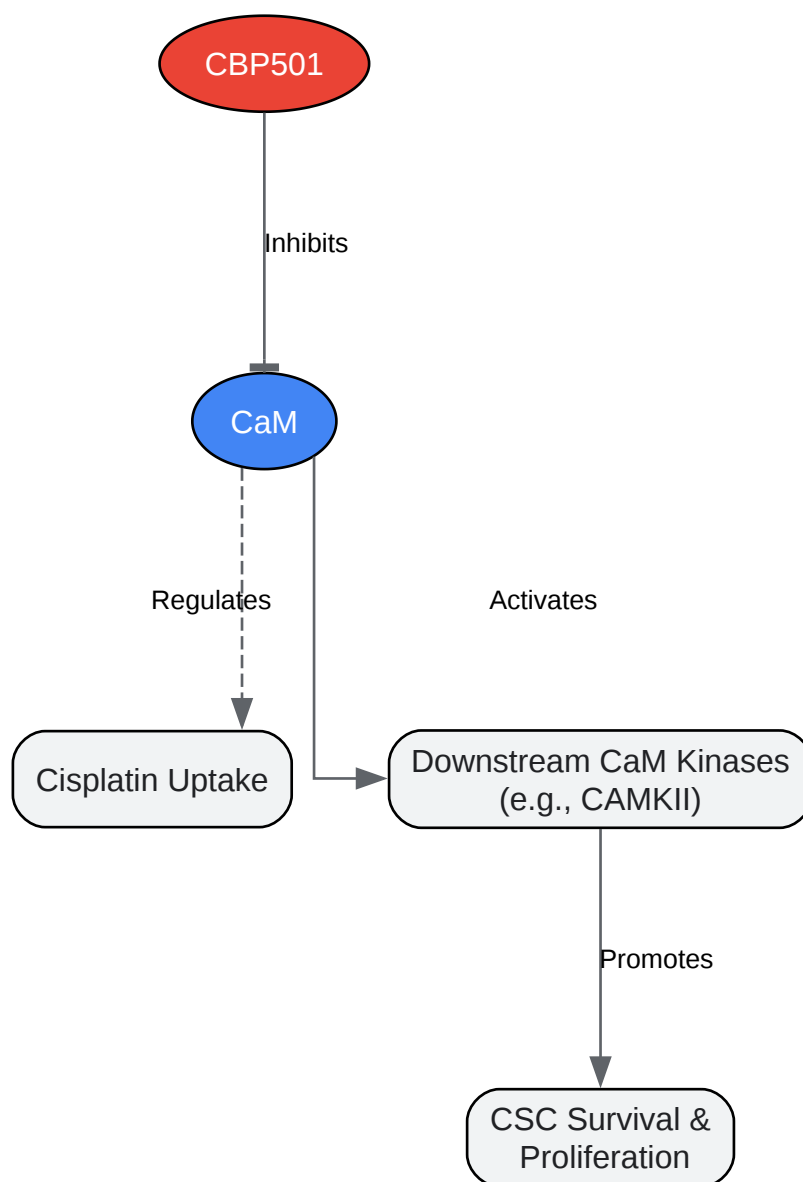 CBP501
Inhibits
CaM
Regulates
Activates
Cisplatin Uptake
Downstream CaM Kinases
(e.g., CAMKII)
Promotes
CSC Survival &
Proliferation